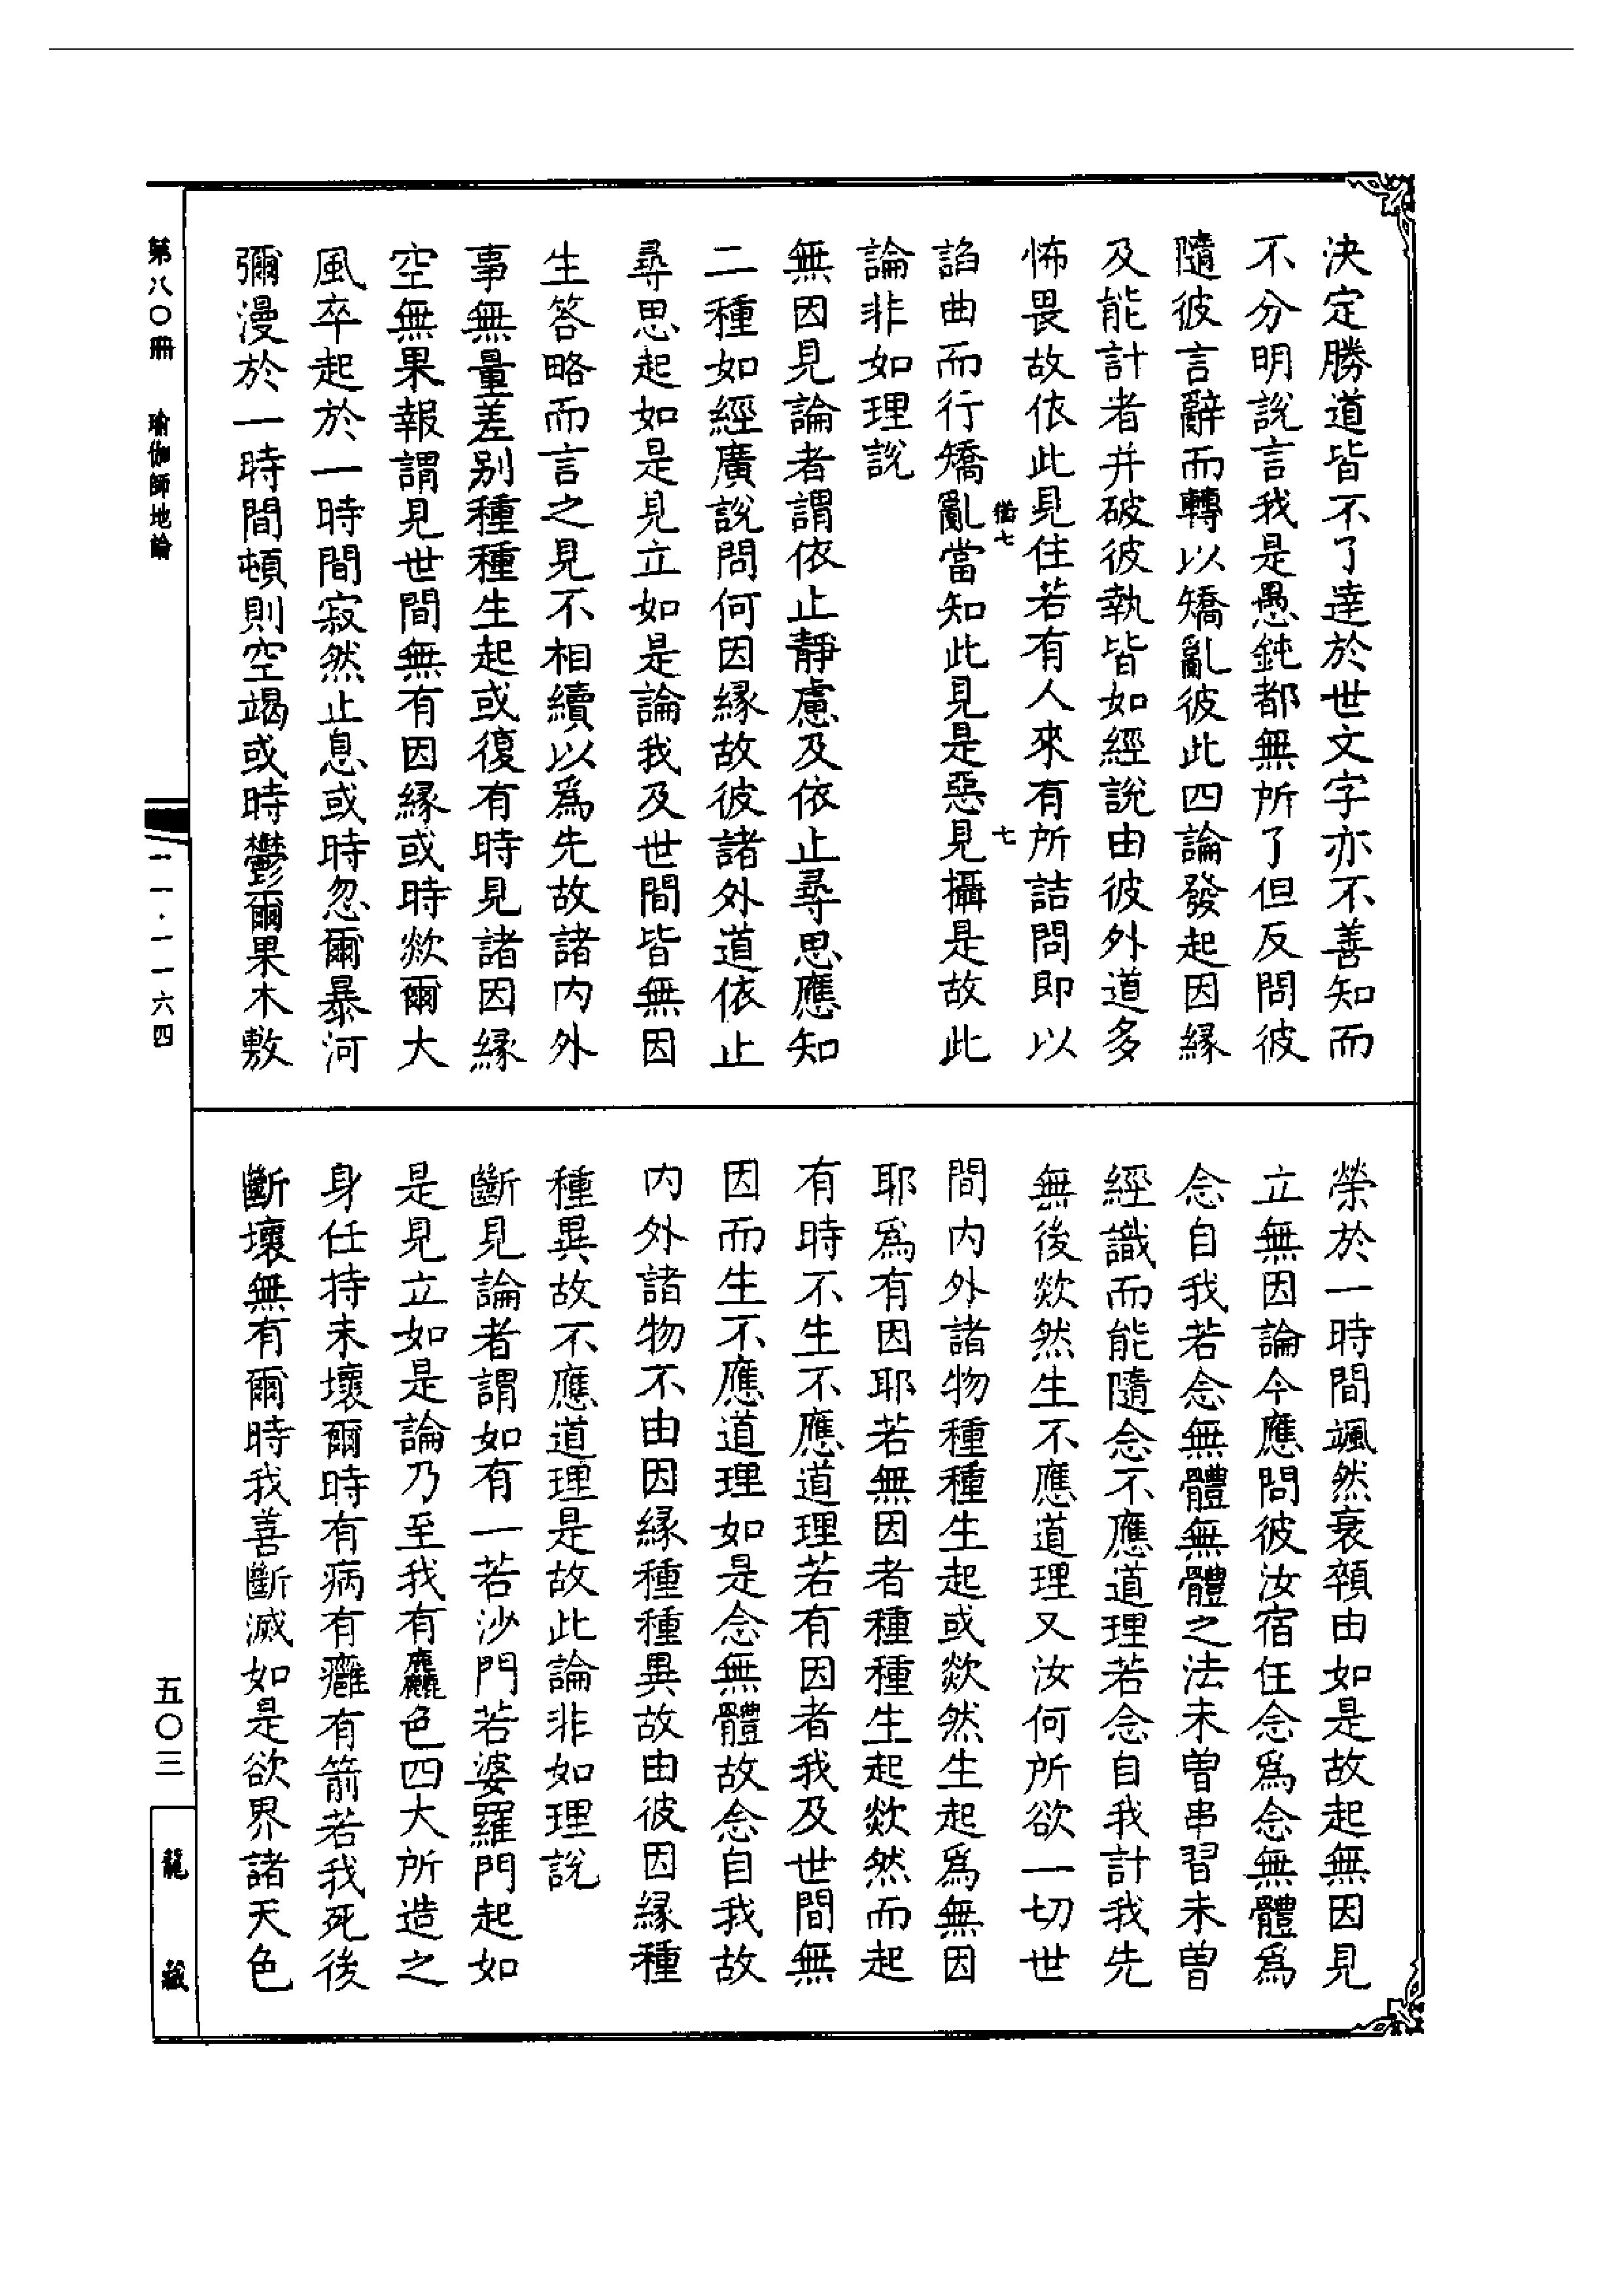 決定勝道皆不了達於世文字亦不善知而
不分明說言我是愚鈍都無所了但反問彼
隨彼言辭而轉以矯亂彼此四論發起因緣
及能計者并破彼執皆如經說由彼外道多
怖畏故依此見住若有人來有所詰問即以
猶七 七
諂曲而行矯亂當知此見是惡見攝是故此
論非如理說
無因見論者謂依止靜慮及依止尋思應知
二種如經廣說問何因緣故彼諸外道依止
尋思起如是見立如是論我及世間皆無因
生答略而言之見不相續以爲先故諸內外
事無量差别種種生起或復有時見諸因緣
空無果報謂見世間無有因緣或時欻爾大
風卒起於一時間寂然止息或時忽爾暴河
彌漫於一時間頓則空竭或時鬱爾果木敷
榮於一時間颯然衰顇由如是故起無因見
立無因論今應問彼汝宿住念爲念無體爲
念自我若念無體無體之法未曾串習未曾
經識而能隨念不應道理若念自我計我先
無後欻然生不應道理又汝何所欲一切世
間內外諸物種種生起或欻然生起爲無因
耶爲有因耶若無因者種種生起欻然而起
有時不生不應道理若有因者我及世間無
因而生不應道理如是念無體故念自我故
內外諸物不由因緣種種異故由彼因緣種
種異故不應道理是故此論非如理說
斷見論者謂如有一若沙門若婆羅門起如
是見立如是論乃至我有麤色四大所造之
身任持未壞爾時有病有癰有箭若我死後
斷壞無有爾時我善斷滅如是欲界諸天色
第八〇冊 瑜伽師地論
一一·一一六四
五〇三
龍藏